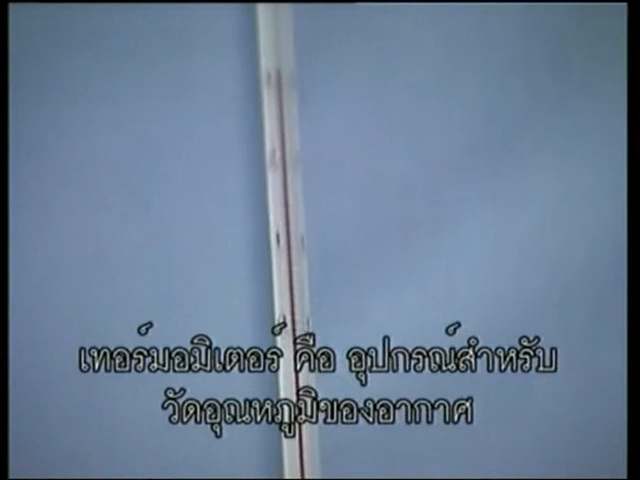 เทอร์มอมิเตอร์ คือ อุปกรณ์สำหรับ
วัดอุณหภูมิของอากาศ